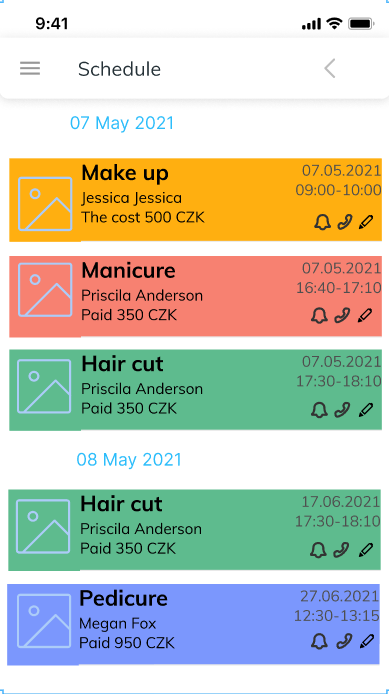 9:41
Schedule
07 May 2021
Make up
07.05.2021
Jessica Jessica
09:00-10:00
The cost 500 CZK
Manicure
07.05.2021
Priscila Anderson
16:40-17:10
Paid 350 CZK
Hair cut
07.05.2021
Priscila Anderson
17:30-18:10
Paid 350 CZK
08 May 2021
Hair cut
17.06.2021
Priscila Anderson
17:30-18:10
Paid 350 CZK
Pedicure
27.06.2021
Megan Fox
12:30-13:15
Paid 950 CZK